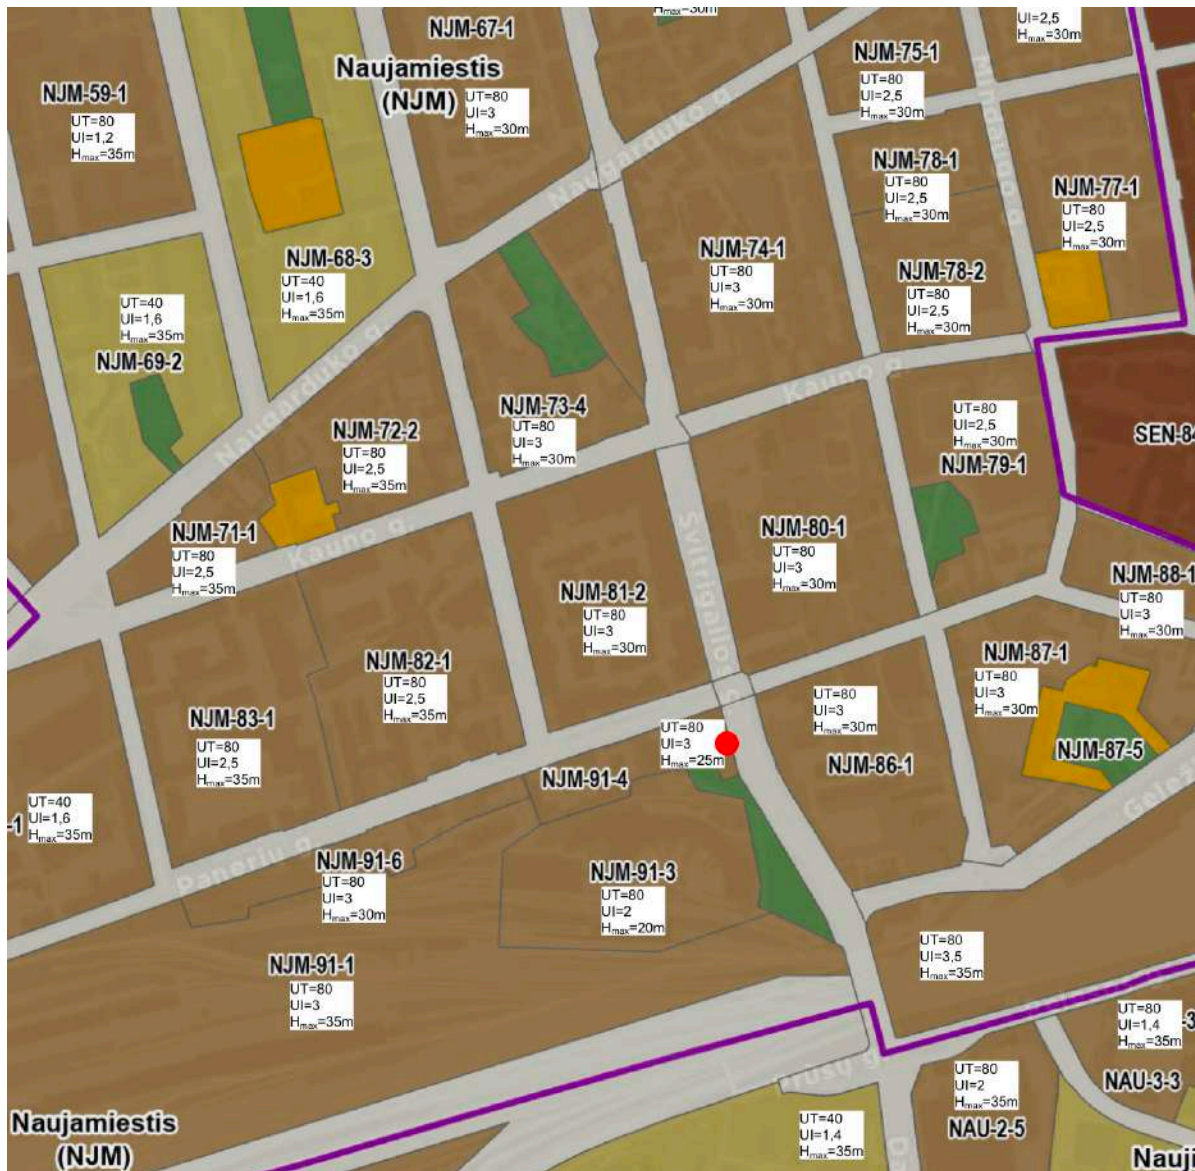 Hmax=30m
NJM-67-1
UT=80
UI=3
Hmax=30m
Naujamiestis
(NJM)
NJM-59-1
UT=80
UI=1,2
Hmax=35m
UI=2,5
Hmax=30m
NJM-75-1
UT=80
UI=2,5
Hmax=30m
Mindaugo g.
Naugarduko g.
NJM-78-1
UT=80
UI=2,5
Hmax=30m
NJM-77-1
UT=80
UI=2,5
Hmax=30m
NJM-68-3
UT=40
UI=1,6
Hmax=35m
NJM-74-1
UT=80
UI=3
Hmax=30m
NJM-78-2
UT=80
UI=2,5
Hmax=30m
UT=40
UI=1,6
Hmax=35m
NJM-69-2
Naugarduko g.
Kauno g.
NJM-73-4
UT=80
UI=3
Hmax=30m
NJM-72-2
UT=80
UI=2,5
Hmax=35m
UT=80
UI=2,5
Hmax=30m
NJM-79-1
SEN-84
NJM-71-1
UT=80
UI=2,5
Hmax=35m
Kauno g.
Švitrigailos g.
NJM-80-1
UT=80
UI=3
Hmax=30m
NJM-81-2
UT=80
UI=3
Hmax=30m
NJM-88-1
UT=80
UI=3
Hmax=30m
NJM-82-1
UT=80
UI=2,5
Hmax=35m
NJM-87-1
UT=80
UI=3
Hmax=30m
NJM-83-1
UT=80
UI=2,5
Hmax=35m
UT=80
UI=3
Hmax=25m
UT=80
UI=3
Hmax=30m
NJM-86-1
NJM-87-5
NJM-91-4
Geležin
-1
UT=40
UI=1,6
Hmax=35m
Panerių g.
NJM-91-6
UT=80
UI=3
Hmax=30m
NJM-91-3
UT=80
UI=2
Hmax=20m
UT=80
UI=3,5
Hmax=35m
NJM-91-1
UT=80
UI=3
Hmax=35m
UT=80
UI=1,4
Hmax=35m
-3
Prūsų g.
UT=80
UI=2
Hmax=35m
NAU-3-3
UT=40
UI=1,4
Hmax=35m
NAU-2-5
Naujamiestis
(NJM)
Nauji